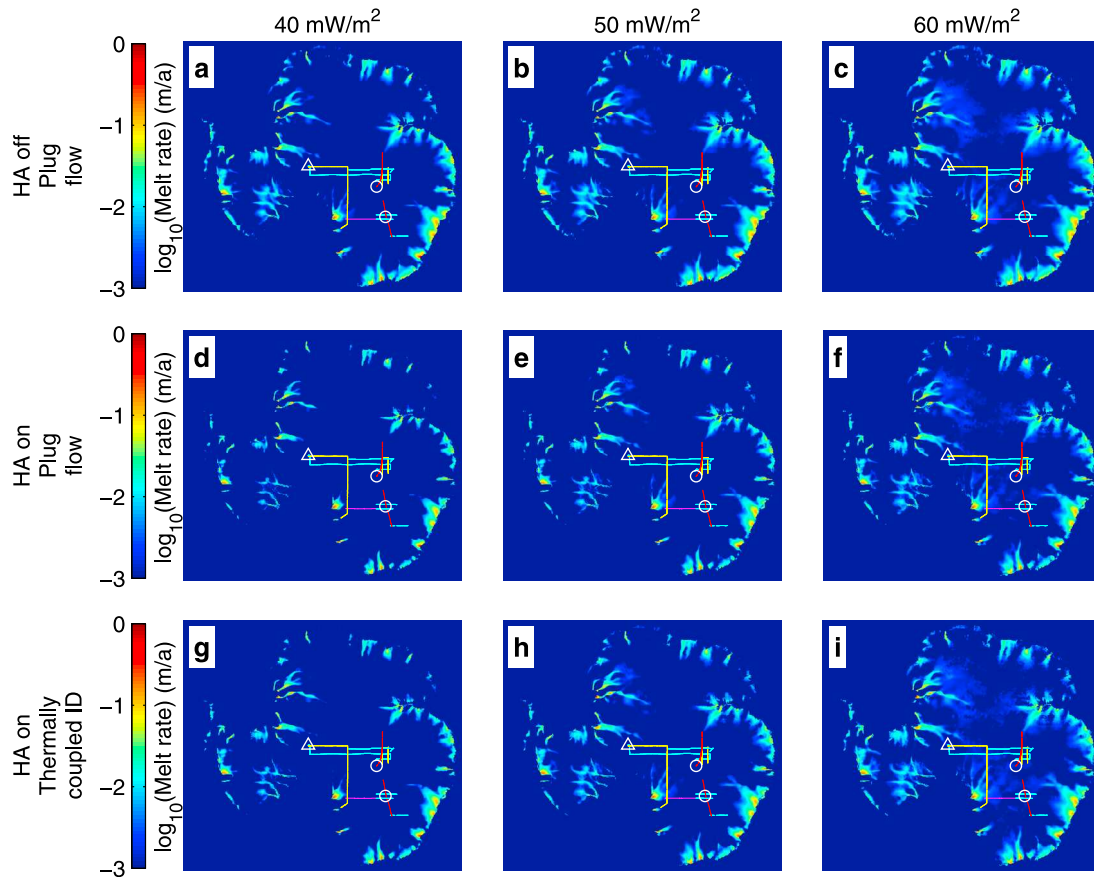 40 mW/m²
50 mW/m²
60 mW/m²
HA off
Plug
flow
0
−1
−2
−3
log₁₀(Melt rate) (m/a)
a
b
c
HA on
Plug
flow
0
−1
−2
−3
log₁₀(Melt rate) (m/a)
d
e
f
HA on
Thermally
coupled ID
0
−1
−2
−3
log₁₀(Melt rate) (m/a)
g
h
i